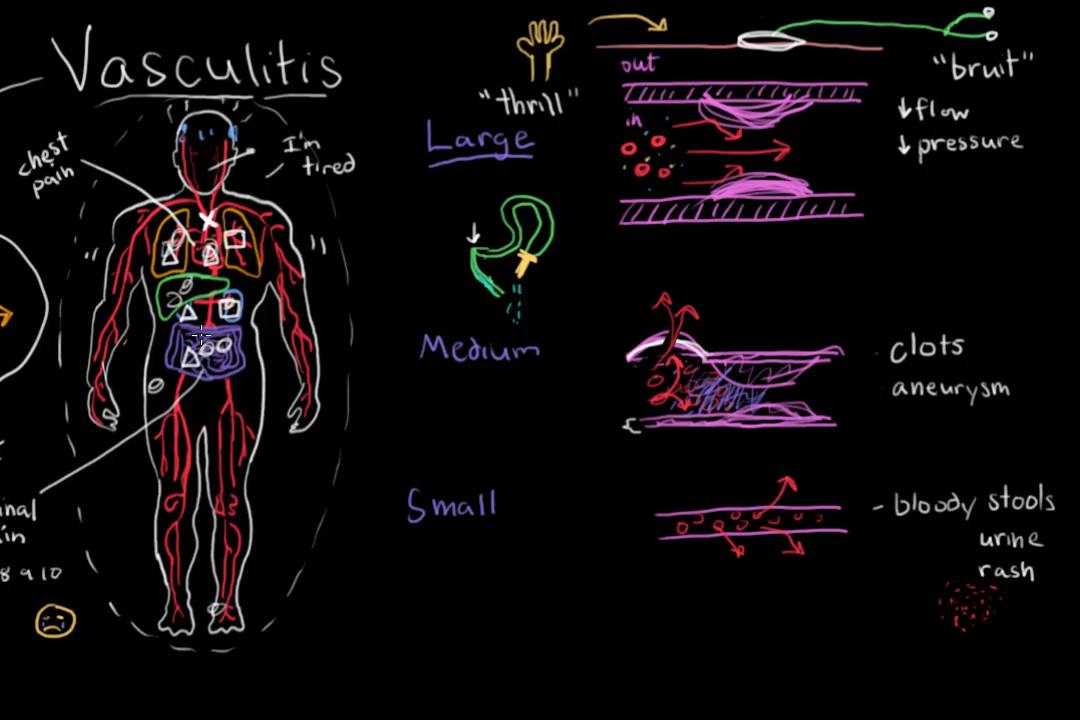 Vasculitis
chest
pain
I'm
tired
inal
in
8 9 10
"thrill"
Large
out
in
"bruit"
↓ flow
↓ pressure
Medium
clots
aneurysm
Small
- bloody stools
urine
rash